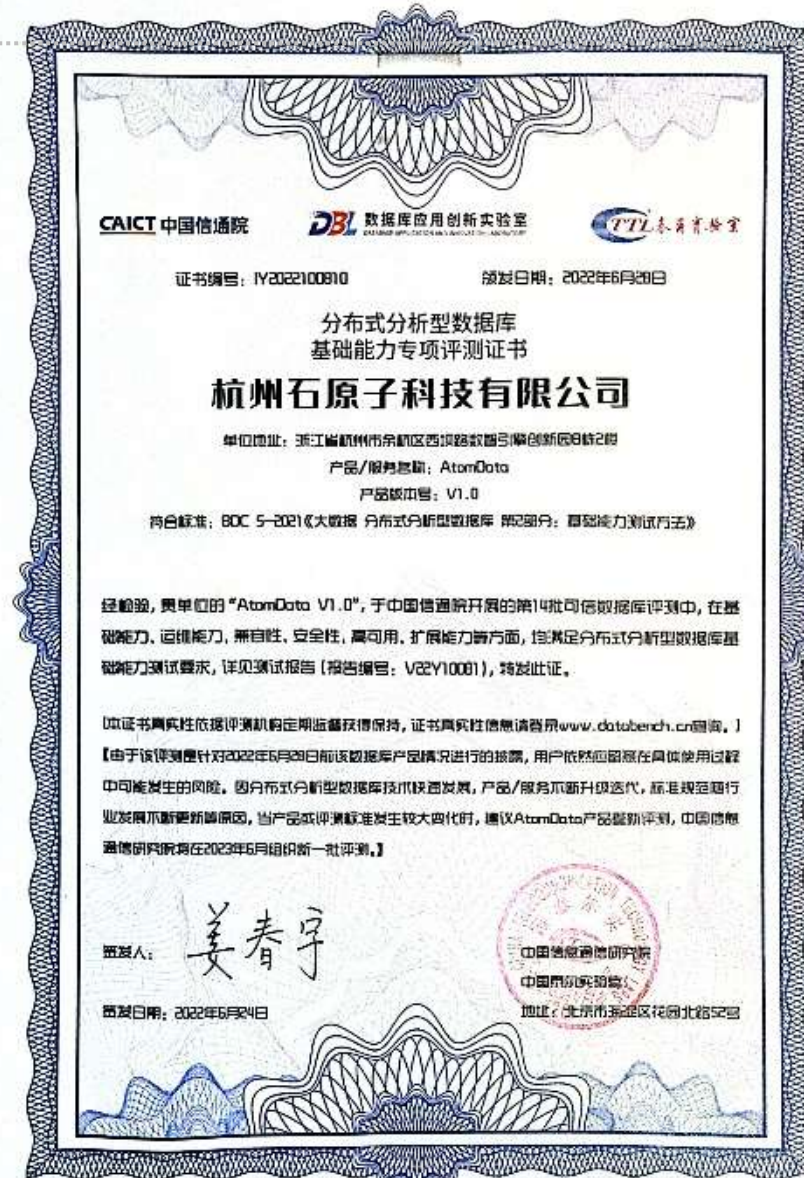 CAICT 中国信通院
DBL 数据库应用创新实验室
TTL 泰尔实验室
证书编号：IY2022100810
颁发日期：2022年6月28日
分布式分析型数据库
基础能力专项评测证书
杭州石原子科技有限公司
单位地址：浙江省杭州市余杭区西坝路数智引擎创新园8栋2楼
产品/服务名称：AtomData
产品版本号：V1.0
符合标准：BDC 5-2021《大数据 分布式分析型数据库 第2部分：基础能力测试方法》
经检验，贵单位的“AtomData V1.0”，于中国信通院开展的第14批可信数据库评测中，在基
础能力、运维能力、兼容性、安全性、高可用、扩展能力等方面，均满足分布式分析型数据库基
础能力测试要求，详见测试报告（报告编号：V22Y10081），特发此证。
【本证书真实性依据评测机构定期监督获得保持，证书真实性信息请登录www.databench.cn查询。】
【由于该评测是针对2022年6月28日前该数据库产品情况进行的披露，用户依然应留意在具体使用过程
中可能发生的风险。因分布式分析型数据库技术快速发展，产品/服务不断升级迭代，标准规范随行
业发展不断更新等原因，当产品或评测标准发生较大变化时，建议AtomData产品重新评测，中国信息
通信研究院将在2023年6月组织新一批评测。】
签发人：姜春宇
中国信息通信研究院
中国泰尔实验室
签发日期：2022年6月24日
地址：北京市海淀区花园北路52号